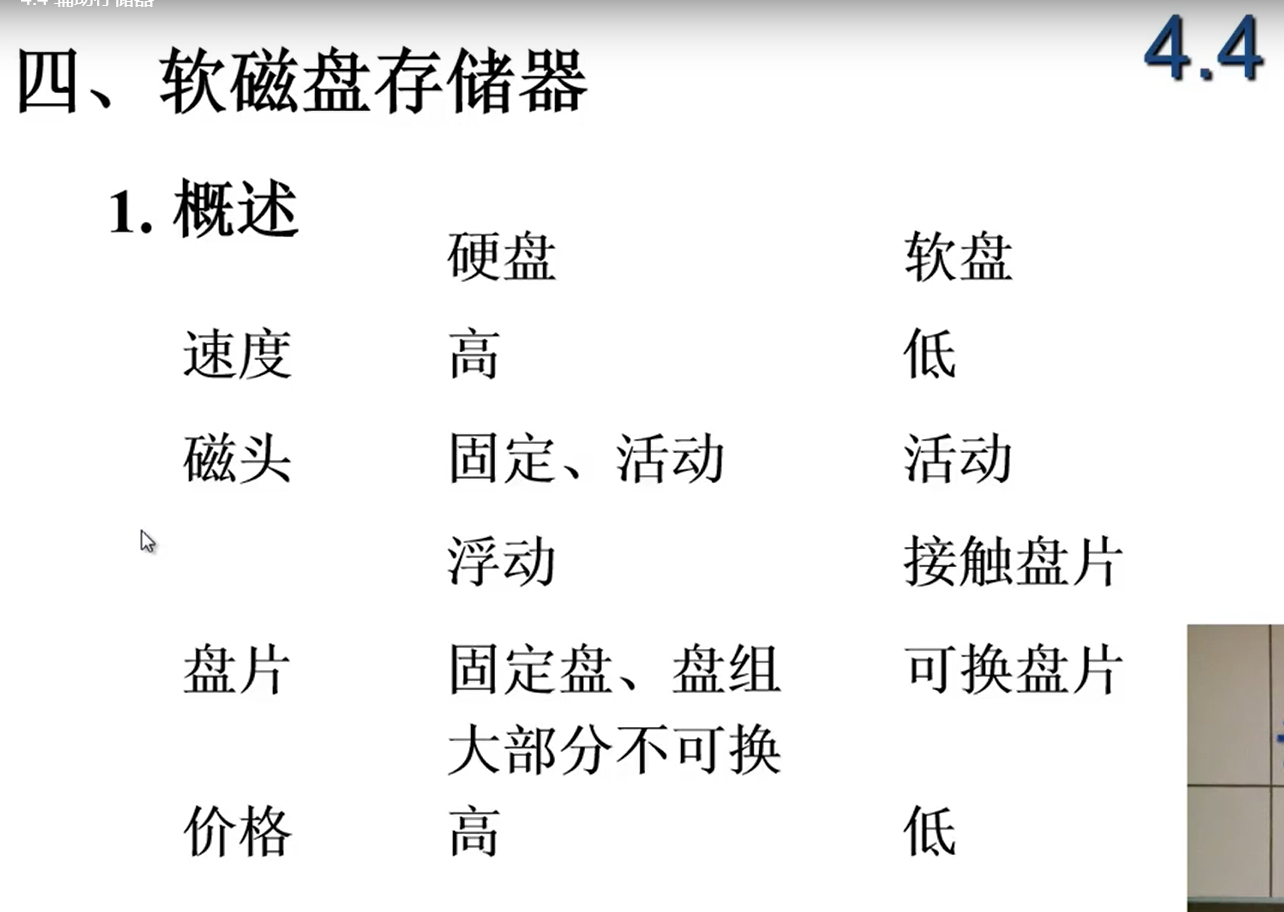 4.4 辅助存储器
四、软磁盘存储器 4.4
1. 概述
硬盘 软盘
速度 高 低
磁头 固定、活动 活动
浮动 接触盘片
盘片 固定盘、盘组 可换盘片
大部分不可换
价格 高 低